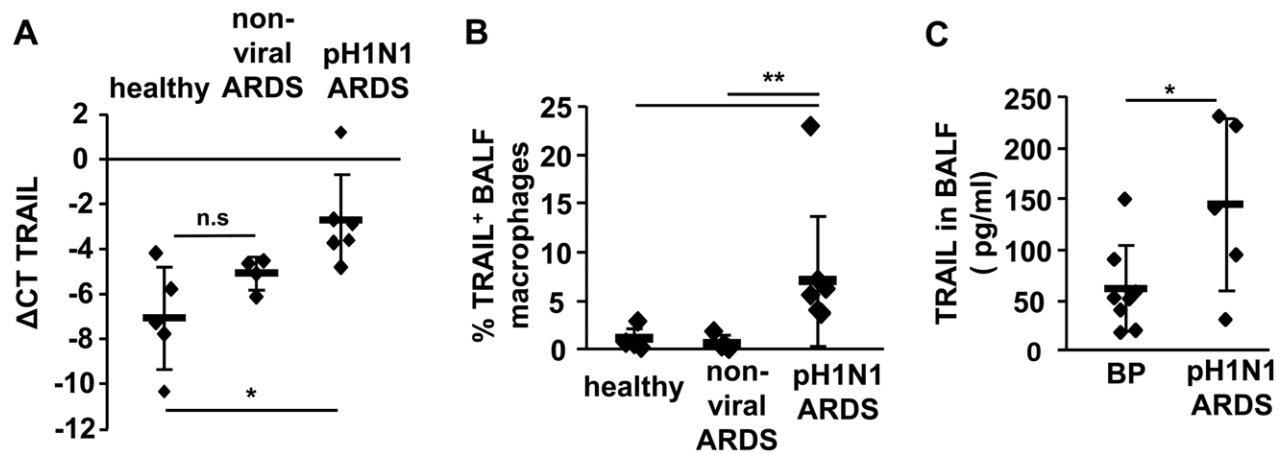 A
healthy
non-
viral
ARDS
pH1N1
ARDS
ΔCT TRAIL
2
0
-2
-4
-6
-8
-10
-12
n.s
*
B
% TRAIL+ BALF
macrophages
25
20
15
10
5
0
**
healthy
non-
viral
ARDS
pH1N1
ARDS
C
TRAIL in BALF
( pg/ml)
250
200
150
100
50
0
*
BP
pH1N1
ARDS